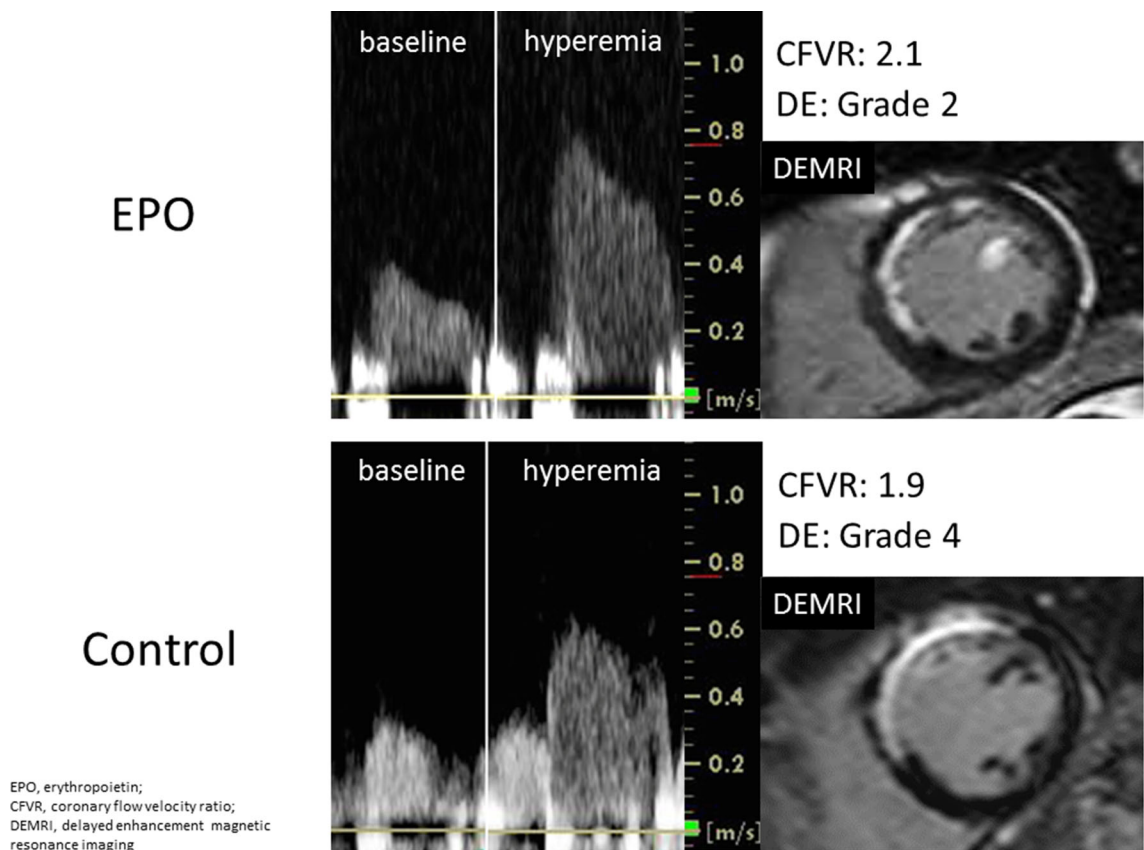 EPO
baseline
hyperemia
1.0
0.8
0.6
0.4
0.2
[m/s]
CFVR: 2.1
DE: Grade 2
DEMRI
Control
baseline
hyperemia
1.0
0.8
0.6
0.4
0.2
[m/s]
CFVR: 1.9
DE: Grade 4
DEMRI
EPO, erythropoietin;
CFVR, coronary flow velocity ratio;
DEMRI, delayed enhancement magnetic
resonance imaging